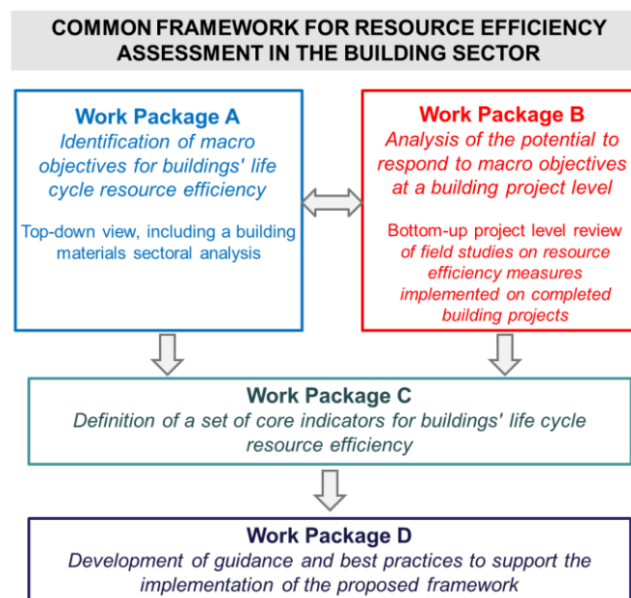 COMMON FRAMEWORK FOR RESOURCE EFFICIENCY
ASSESSMENT IN THE BUILDING SECTOR
Work Package A
Identification of macro
objectives for buildings' life
cycle resource efficiency
Top-down view, including a building
materials sectoral analysis
Work Package B
Analysis of the potential to
respond to macro objectives
at a building project level
Bottom-up project level review
of field studies on resource
efficiency measures
implemented on completed
building projects
Work Package C
Definition of a set of core indicators for buildings' life cycle
resource efficiency
Work Package D
Development of guidance and best practices to support the
implementation of the proposed framework